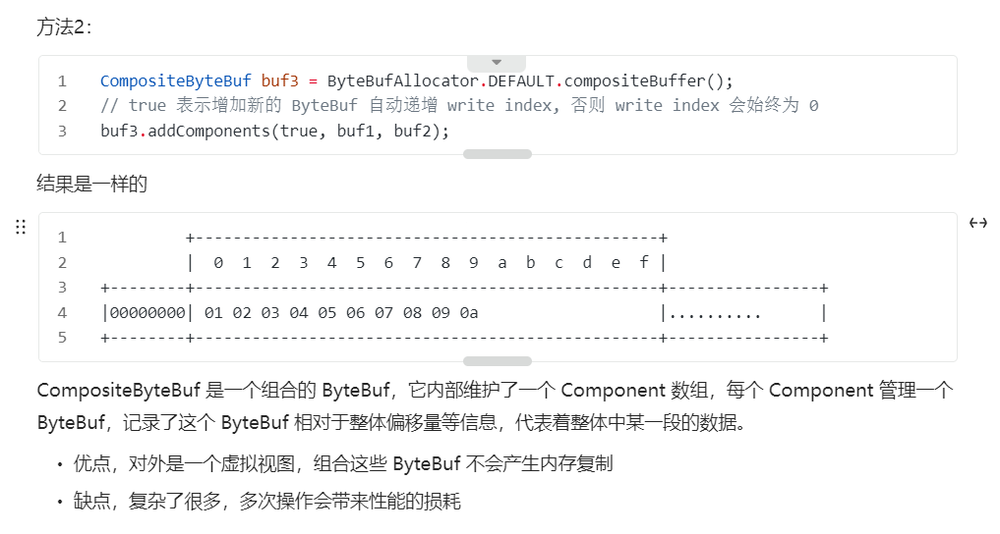 方法2：
1 CompositeByteBuf buf3 = ByteBufAllocator.DEFAULT.compositeBuffer();
2 // true 表示增加新的 ByteBuf 自动递增 write index, 否则 write index 会始终为 0
3 buf3.addComponents(true, buf1, buf2);
结果是一样的
1          +-------------------------------------------------+
2          |  0  1  2  3  4  5  6  7  8  9  a  b  c  d  e  f |
3 +--------+-------------------------------------------------+----------------+
4 |00000000| 01 02 03 04 05 06 07 08 09 0a                   |..........      |
5 +--------+-------------------------------------------------+----------------+
CompositeByteBuf 是一个组合的 ByteBuf，它内部维护了一个 Component 数组，每个 Component 管理一个
ByteBuf，记录了这个 ByteBuf 相对于整体偏移量等信息，代表着整体中某一段的数据。
• 优点，对外是一个虚拟视图，组合这些 ByteBuf 不会产生内存复制
• 缺点，复杂了很多，多次操作会带来性能的损耗